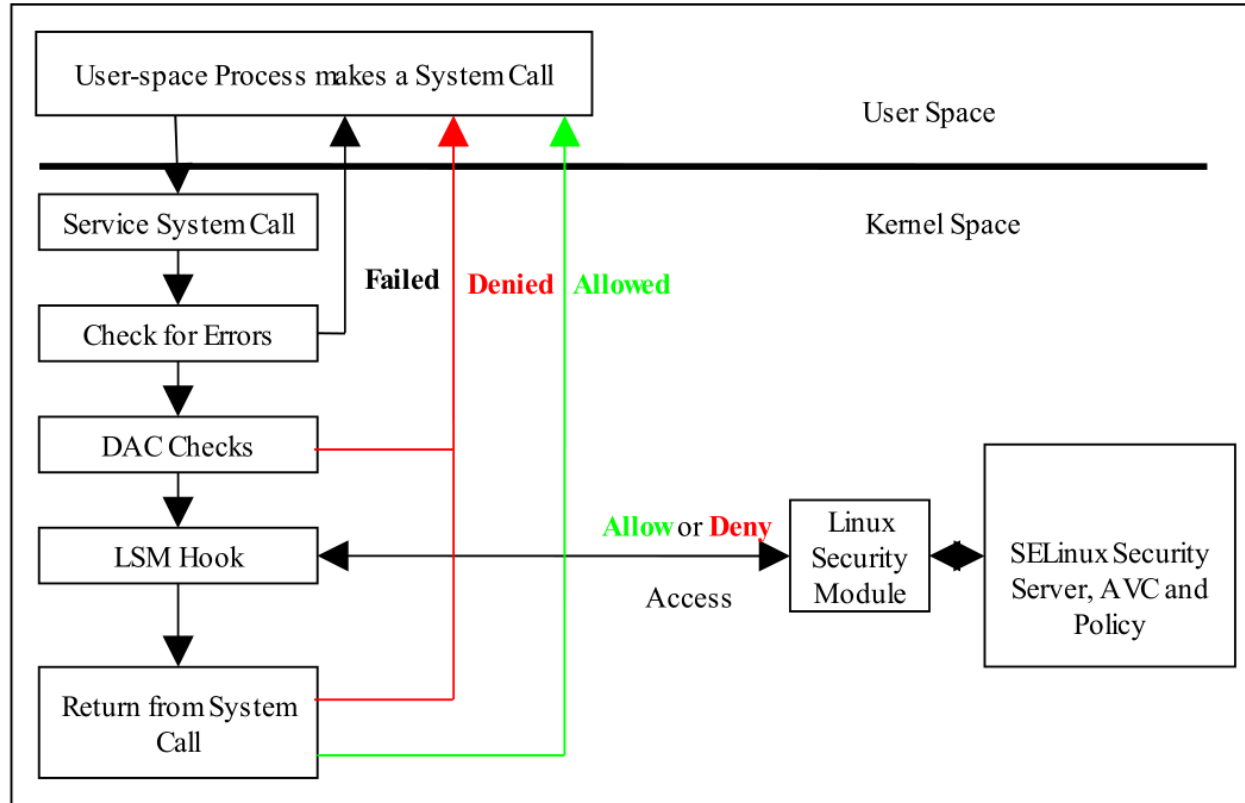 User-space Process makes a System Call
User Space
Service System Call
Kernel Space
Failed
Denied
Allowed
Check for Errors
DAC Checks
LSM Hook
Allow or Deny
Access
Linux
Security
Module
SELinux Security
Server, AVC and
Policy
Return from System
Call